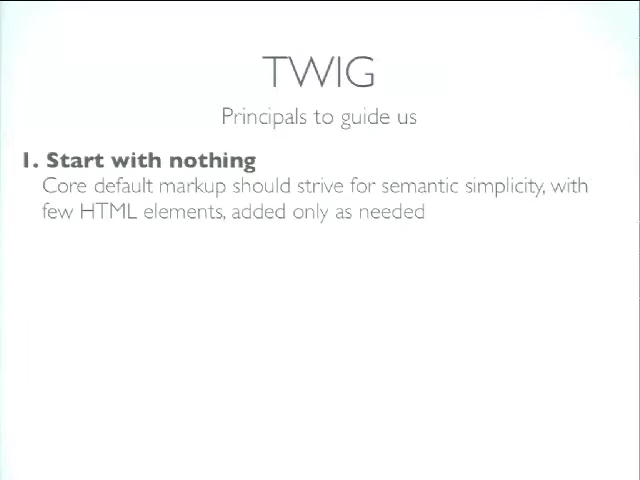 TWIG
Principals to guide us
1. Start with nothing
Core default markup should strive for semantic simplicity, with
few HTML elements, added only as needed